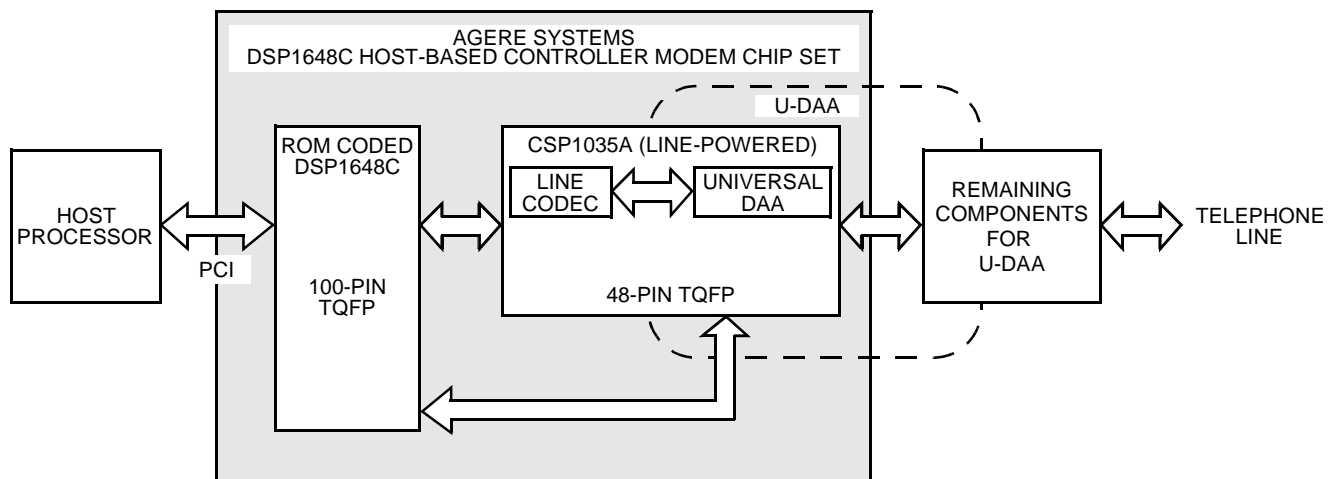 AGERE SYSTEMS
DSP1648C HOST-BASED CONTROLLER MODEM CHIP SET
U-DAA
HOST
PROCESSOR
PCI
ROM CODED
DSP1648C
100-PIN
TQFP
CSP1035A (LINE-POWERED)
LINE
CODEC
UNIVERSAL
DAA
48-PIN TQFP
REMAINING
COMPONENTS
FOR
U-DAA
TELEPHONE
LINE